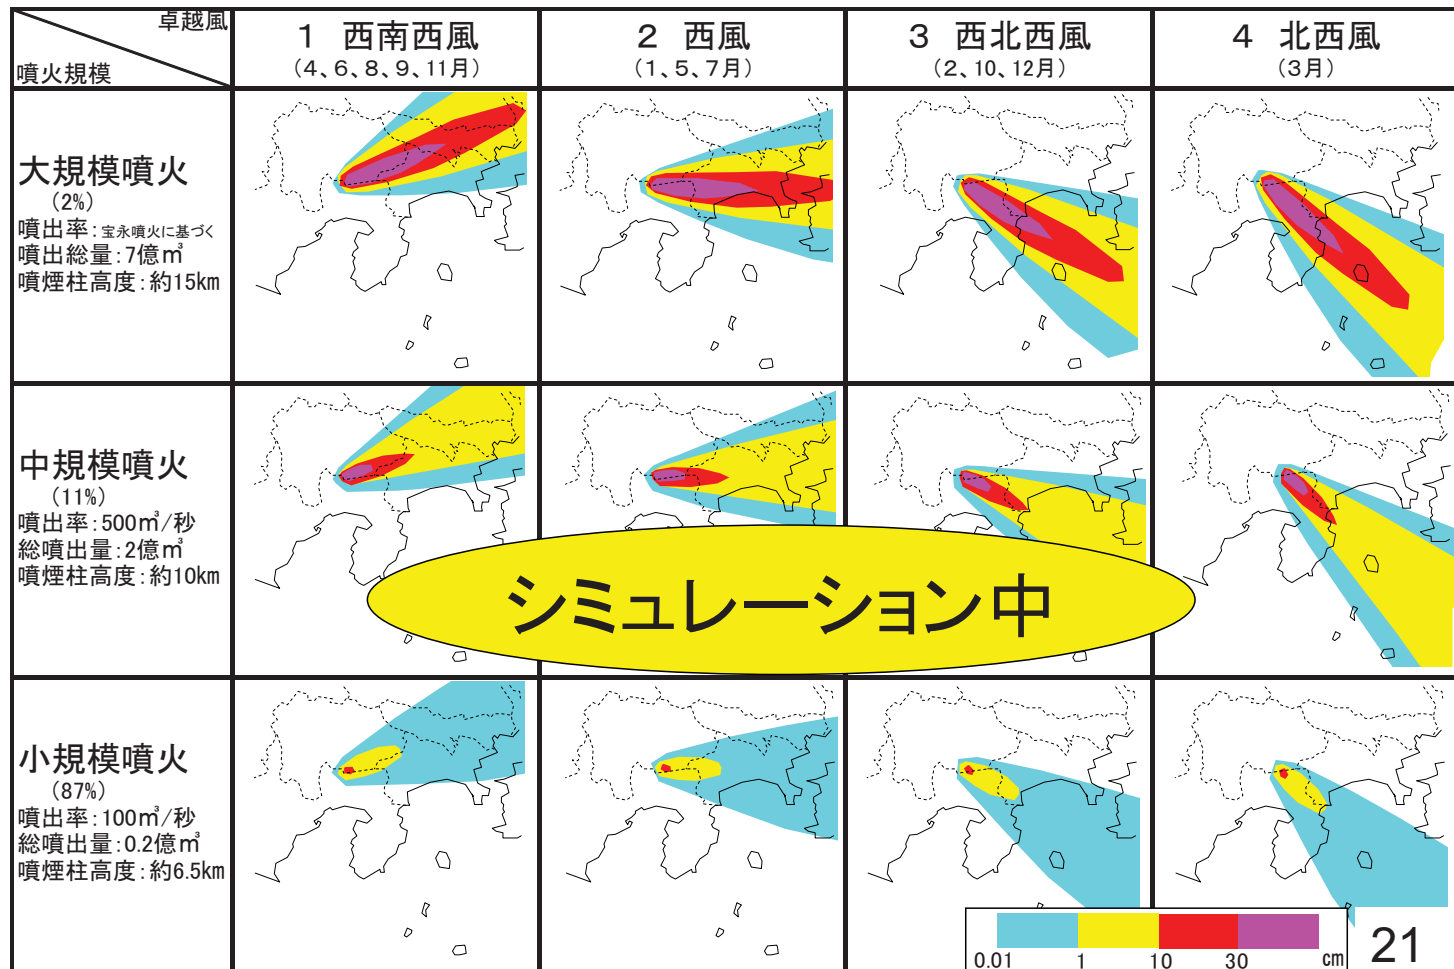 卓越風
噴火規模
1 西南西風
(4、6、8、9、11月)
2 西風
(1、5、7月)
3 西北西風
(2、10、12月)
4 北西風
(3月)
大規模噴火
(2%)
噴出率:宝永噴火に基づく
噴出総量:7億㎥
噴煙柱高度:約15km
中規模噴火
(11%)
噴出率:500㎥/秒
総噴出量:2億㎥
噴煙柱高度:約10km
シミュレーション中
小規模噴火
(87%)
噴出率:100㎥/秒
総噴出量:0.2億㎥
噴煙柱高度:約6.5km
0.01 1 10 30 cm
21